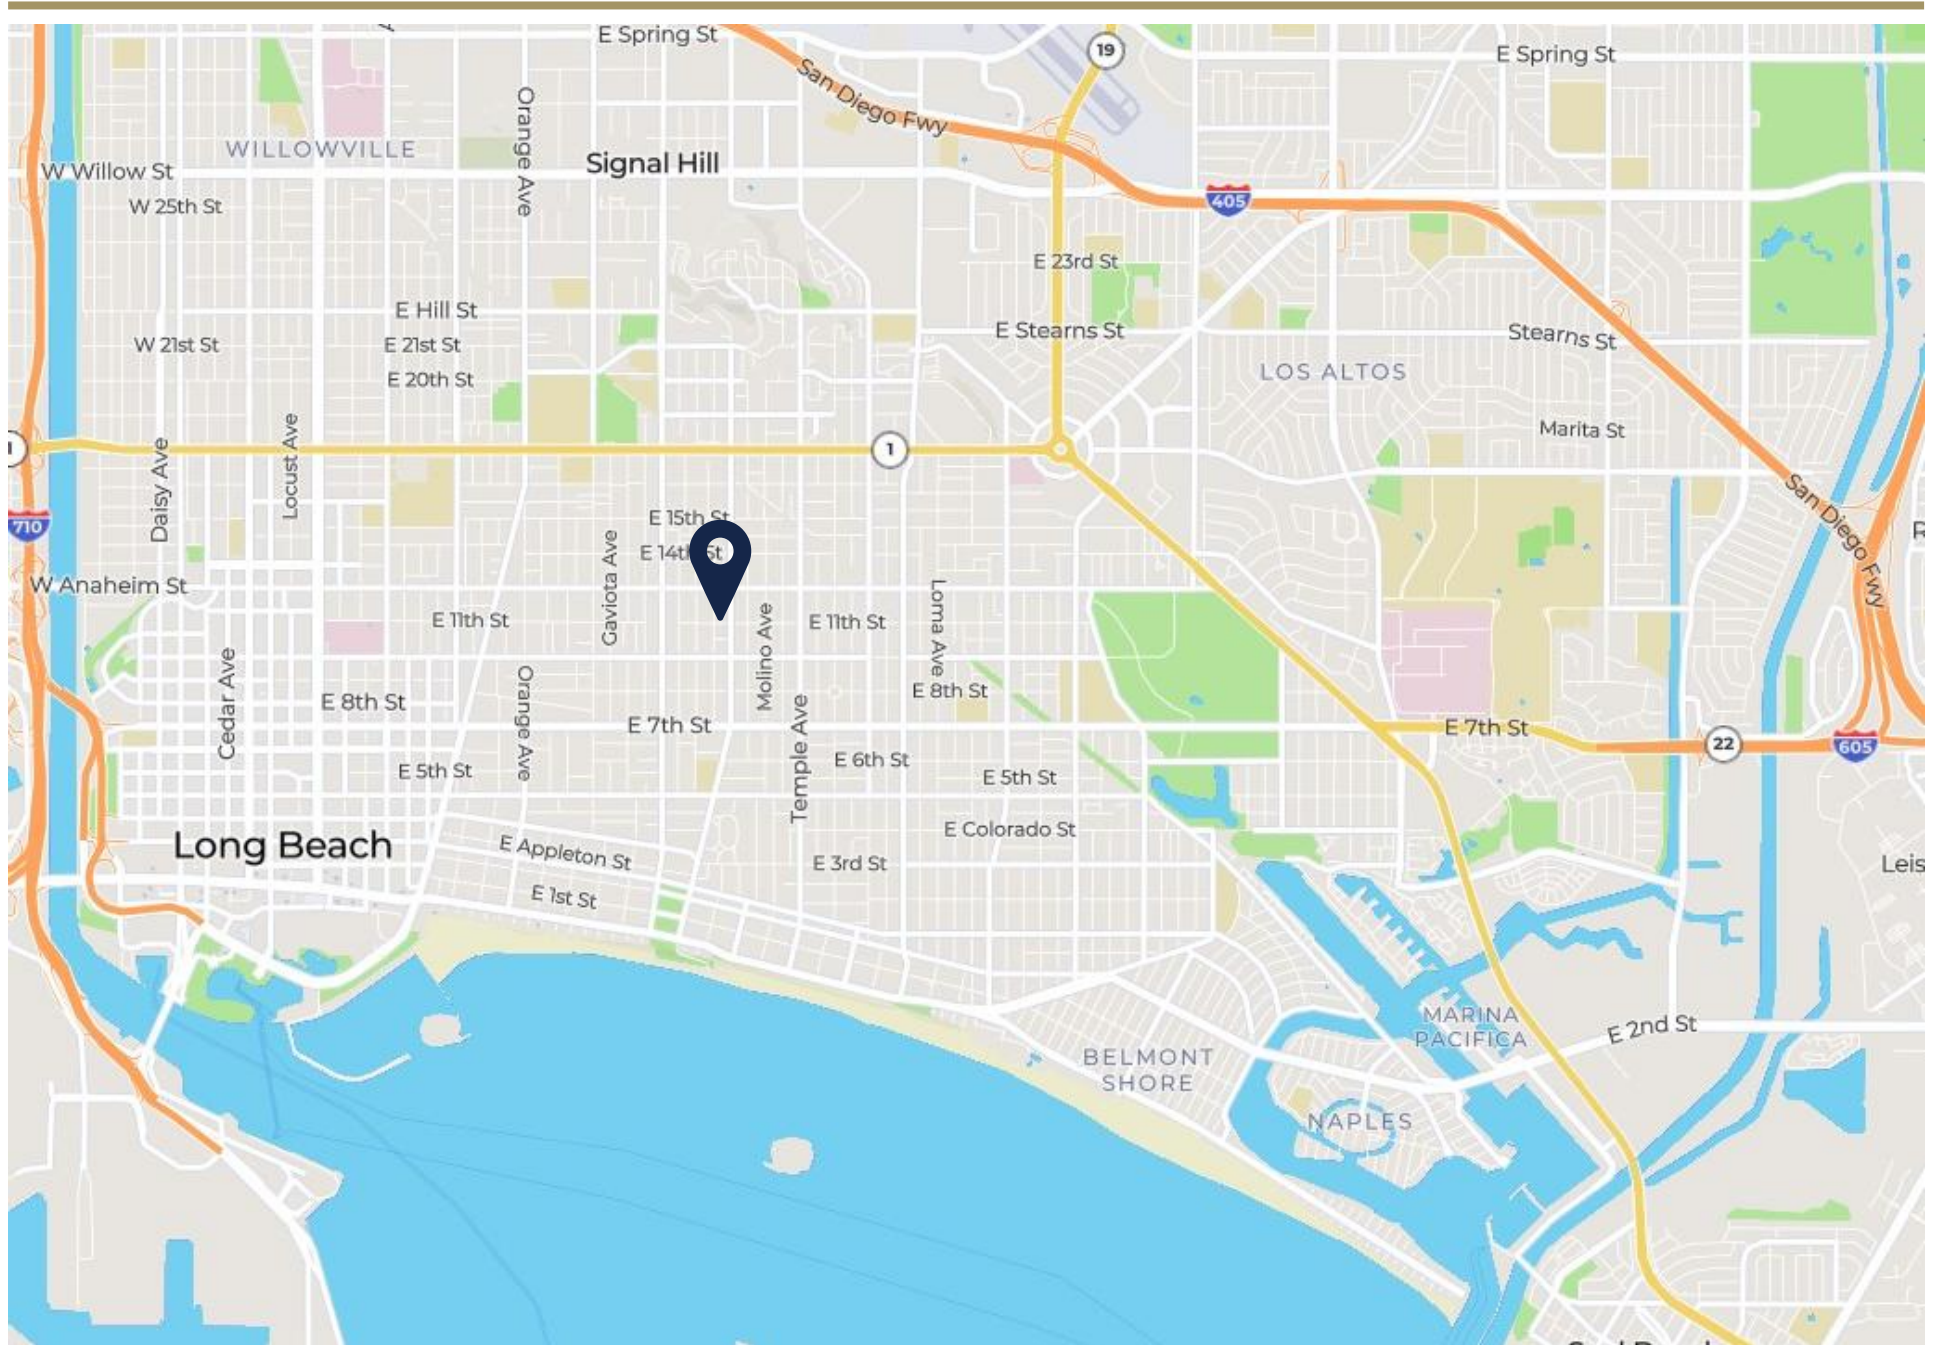 E Spring St
19
E Spring St
San Diego Fwy
Orange Ave
WILLOWVILLE
Signal Hill
W Willow St
W 25th St
405
E 23rd St
E Hill St
E Stearns St
Stearns St
W 21st St
E 21st St
E 20th St
LOS ALTOS
Marita St
Daisy Ave
Locust Ave
1
1
San Diego Fwy
710
E 15th St
E 14th St
Gaviota Ave
W Anaheim St
E 11th St
Molino Ave
E 11th St
Loma Ave
Cedar Ave
Orange Ave
E 8th St
E 8th St
Temple Ave
E 7th St
E 7th St
22
605
E 6th St
E 5th St
E 5th St
E Colorado St
Long Beach
E Appleton St
E 3rd St
Leis
E 1st St
MARINA
PACIFICA
E 2nd St
BELMONT
SHORE
NAPLES